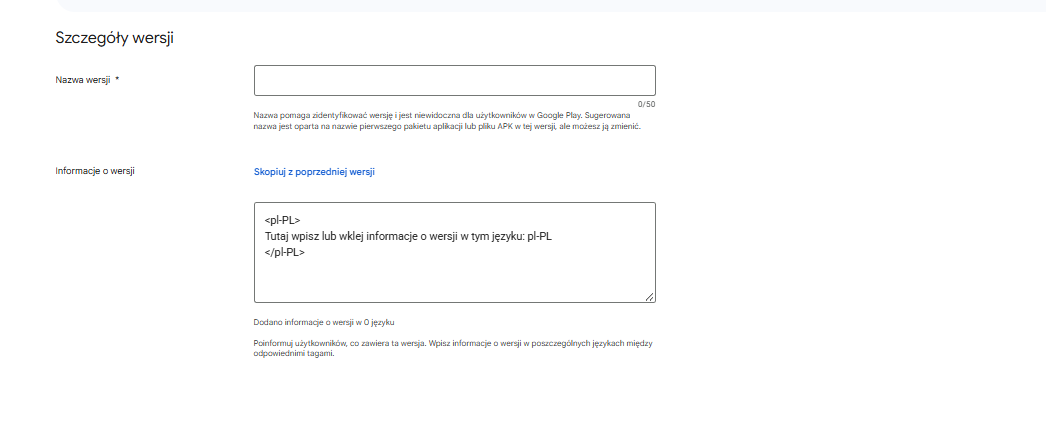 Szczegóły wersji
Nazwa wersji *
0/50
Nazwa pomaga zidentyfikować wersję i jest niewidoczna dla użytkowników w Google Play. Sugerowana
nazwa jest oparta na nazwie pierwszego pakietu aplikacji lub pliku APK w tej wersji, ale możesz ją zmienić.
Informacje o wersji
Skopiuj z poprzedniej wersji
<pl-PL>
Tutaj wpisz lub wklej informacje o wersji w tym języku: pl-PL
</pl-PL>
Dodano informacje o wersji w 0 języku
Poinformuj użytkowników, co zawiera ta wersja. Wpisz informacje o wersji w poszczególnych językach między
odpowiednimi tagami.